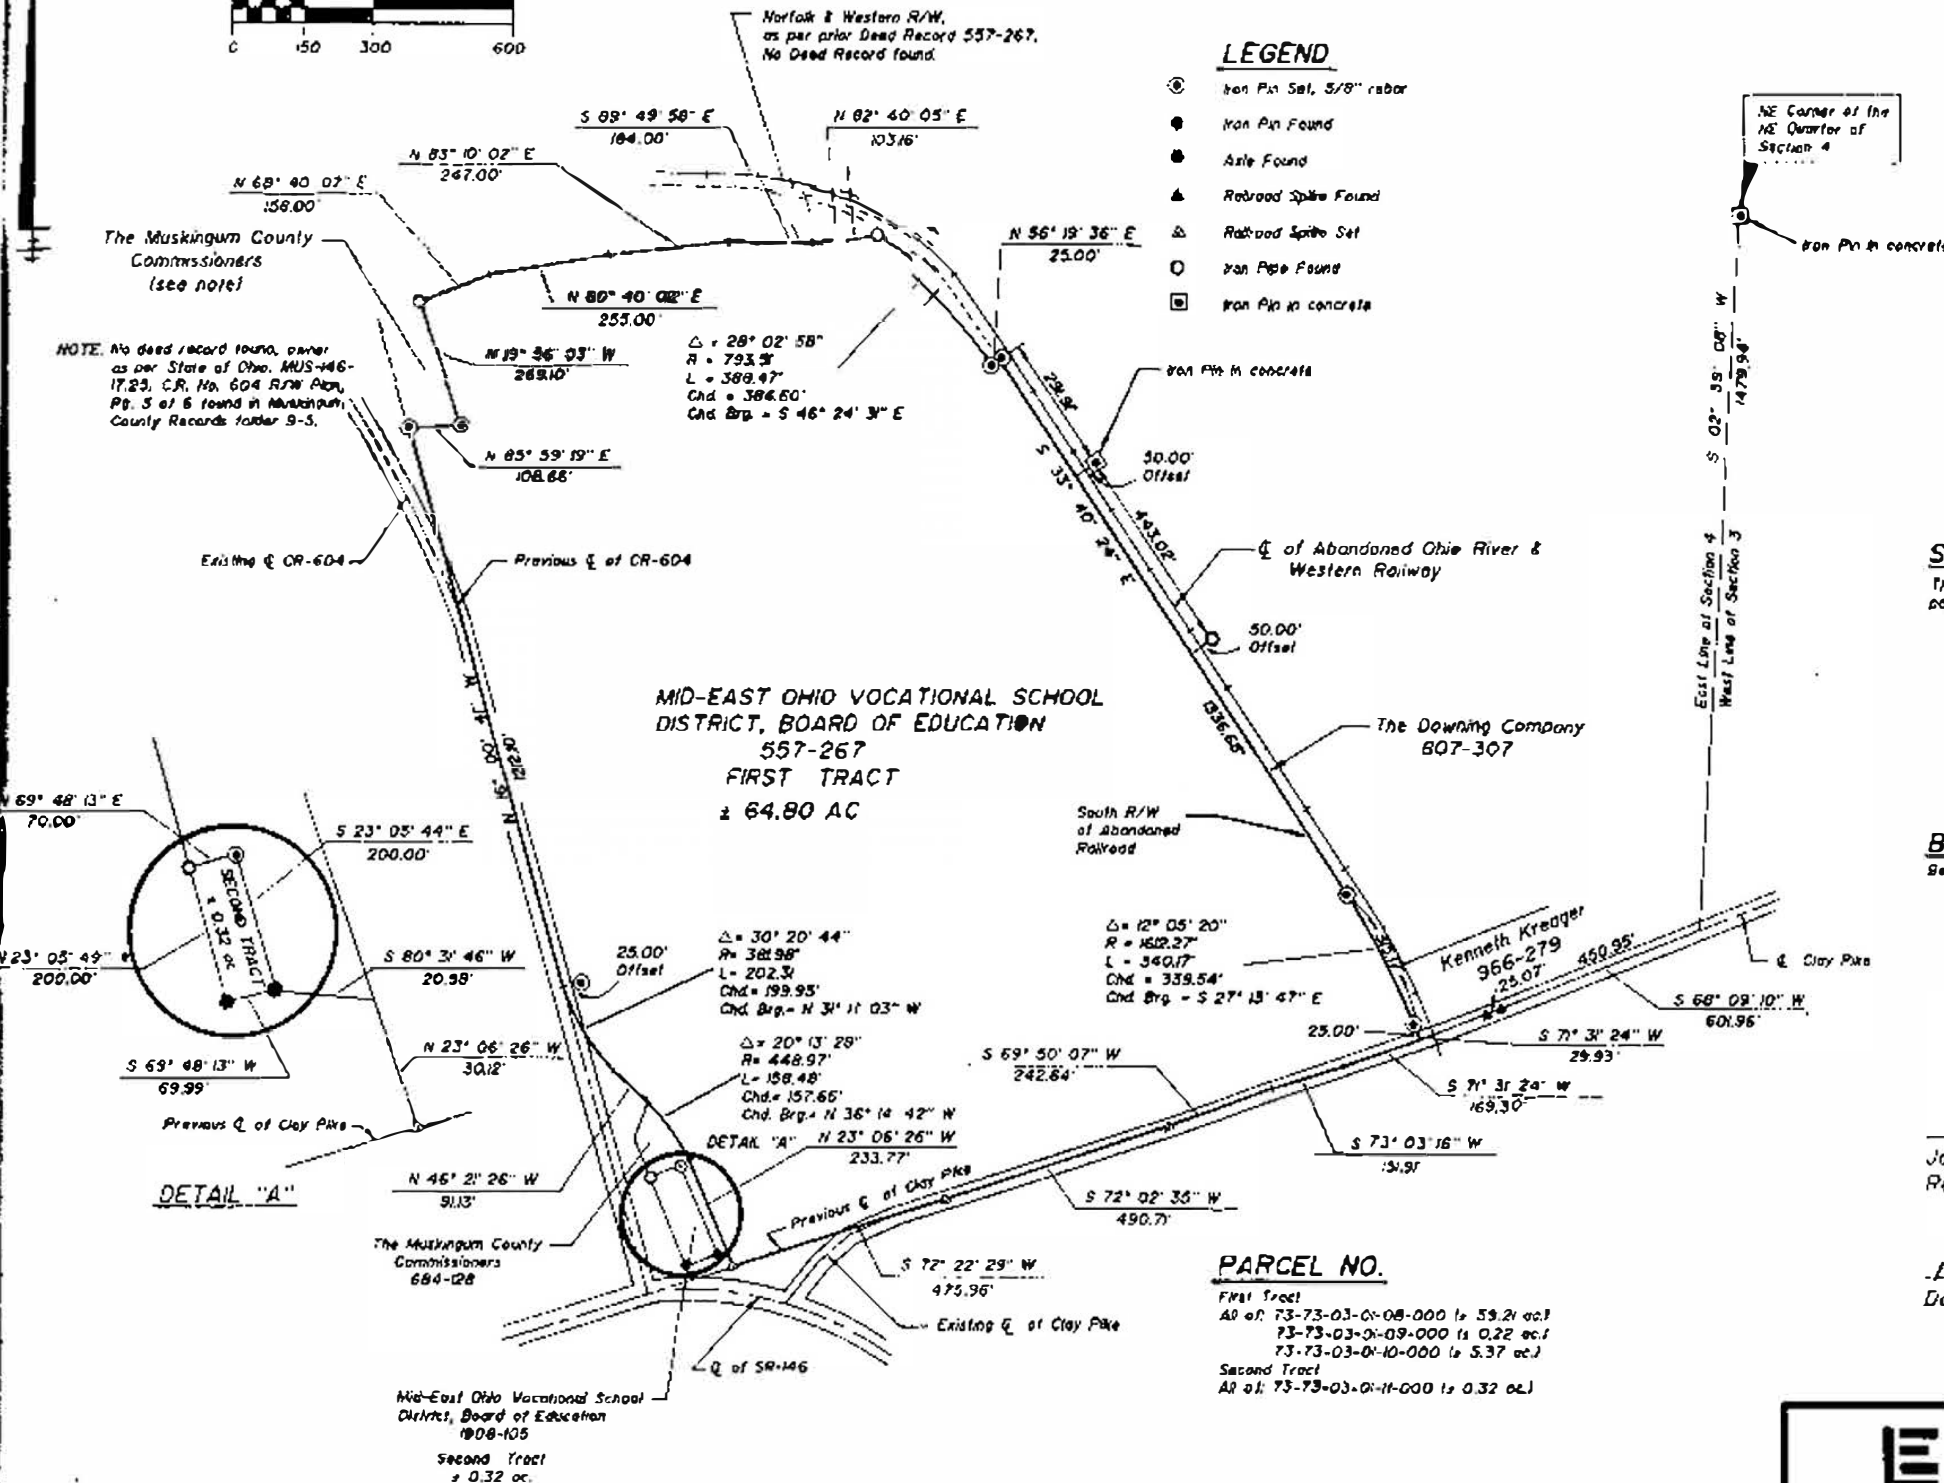 0 150 300 600
Norfolk & Western R/W,
as per prior Deed Record 557-267.
No Deed Record found.
LEGEND
Iron Pin Set, 5/8" rebar
Iron Pin Found
Axle Found
Railroad Spike Found
Railroad Spike Set
Iron Pipe Found
Iron Pin in concrete
NE Corner of the
NE Quarter of
Section 4
Iron Pin in concrete
S 02° 39' 08" W
1479.94'
East Line of Section 4
West Line of Section 3
S 89° 49' 58" E
184.00'
N 82° 40' 05" E
103.16'
N 83° 10' 02" E
247.00'
N 68° 40' 07" E
158.00'
The Muskingum County
Commissioners
(see note)
N 56° 19' 36" E
25.00'
N 80° 40' 02" E
255.00'
NOTE: No deed record found, owner
as per State of Ohio, MUS-146-
17.25, C.R. No. 604 R/W Plan,
Pg. 5 of 6 found in Muskingum
County Records folder 9-5.
N 19° 56' 03" W
269.10'
Δ = 28° 02' 58"
R = 793.51'
L = 388.47'
Chd = 384.60'
Chd. Brg. = S 46° 24' 31" E
Iron Pin in concrete
291.91'
N 85° 59' 19" E
108.66'
50.00'
Offset
S 33° 40' 24" E
443.02'
Existing ℄ CR-604
Previous ℄ of CR-604
℄ of Abandoned Ohio River &
Western Railway
50.00'
Offset
MID-EAST OHIO VOCATIONAL SCHOOL
DISTRICT, BOARD OF EDUCATION
557-267
FIRST TRACT
± 64.80 AC
1336.65'
The Downing Company
807-307
N 16° 00' 41" W
South R/W
of Abandoned
Railroad
69° 48' 13" E
70.00'
S 23° 05' 44" E
200.00'
SECOND TRACT
± 0.32 ac
23° 05' 49"
200.00'
S 80° 31' 46" W
20.98'
S 69° 48' 13" W
69.99'
N 23° 06' 26" W
30.12'
Previous ℄ of Clay Pike
DETAIL "A"
25.00'
Offset
Δ = 30° 20' 44"
R= 381.98'
L= 202.31'
Chd.= 199.95'
Chd. Brg.= N 31° 11' 03" W
Δ= 20° 13' 28"
R= 448.97'
L= 158.48'
Chd.= 157.66'
Chd. Brg.= N 36° 14' 42" W
Δ= 12° 05' 20"
R = 1612.27'
L = 340.17'
Chd = 339.54'
Chd. Brg. = S 27° 13' 47" E
Kenneth Kreager
966-279
25.07'
450.95'
℄ Clay Pike
S 68° 09' 10" W
601.96'
25.00'
S 71° 31' 24" W
29.93'
S 69° 50' 07" W
242.64'
S 71° 31' 24" W
169.30'
S 73° 03' 16" W
151.91'
DETAIL "A"
N 23° 06' 26" W
233.77'
N 46° 21' 26" W
91.13'
Previous ℄ of Clay Pike
S 72° 02' 35" W
490.71'
The Muskingum County
Commissioners
684-128
S 72° 22' 29" W
475.96'
Existing ℄ of Clay Pike
℄ of SR-146
Mid-East Ohio Vocational School
District, Board of Education
1908-105
Second Tract
± 0.32 ac.
PARCEL NO.
First Tract
All of: 73-73-03-01-08-000 (± 59.21 ac.)
73-73-03-01-09-000 (± 0.22 ac.)
73-73-03-01-10-000 (± 5.37 ac.)
Second Tract
All of: 73-73-03-01-11-000 (± 0.32 ac.)